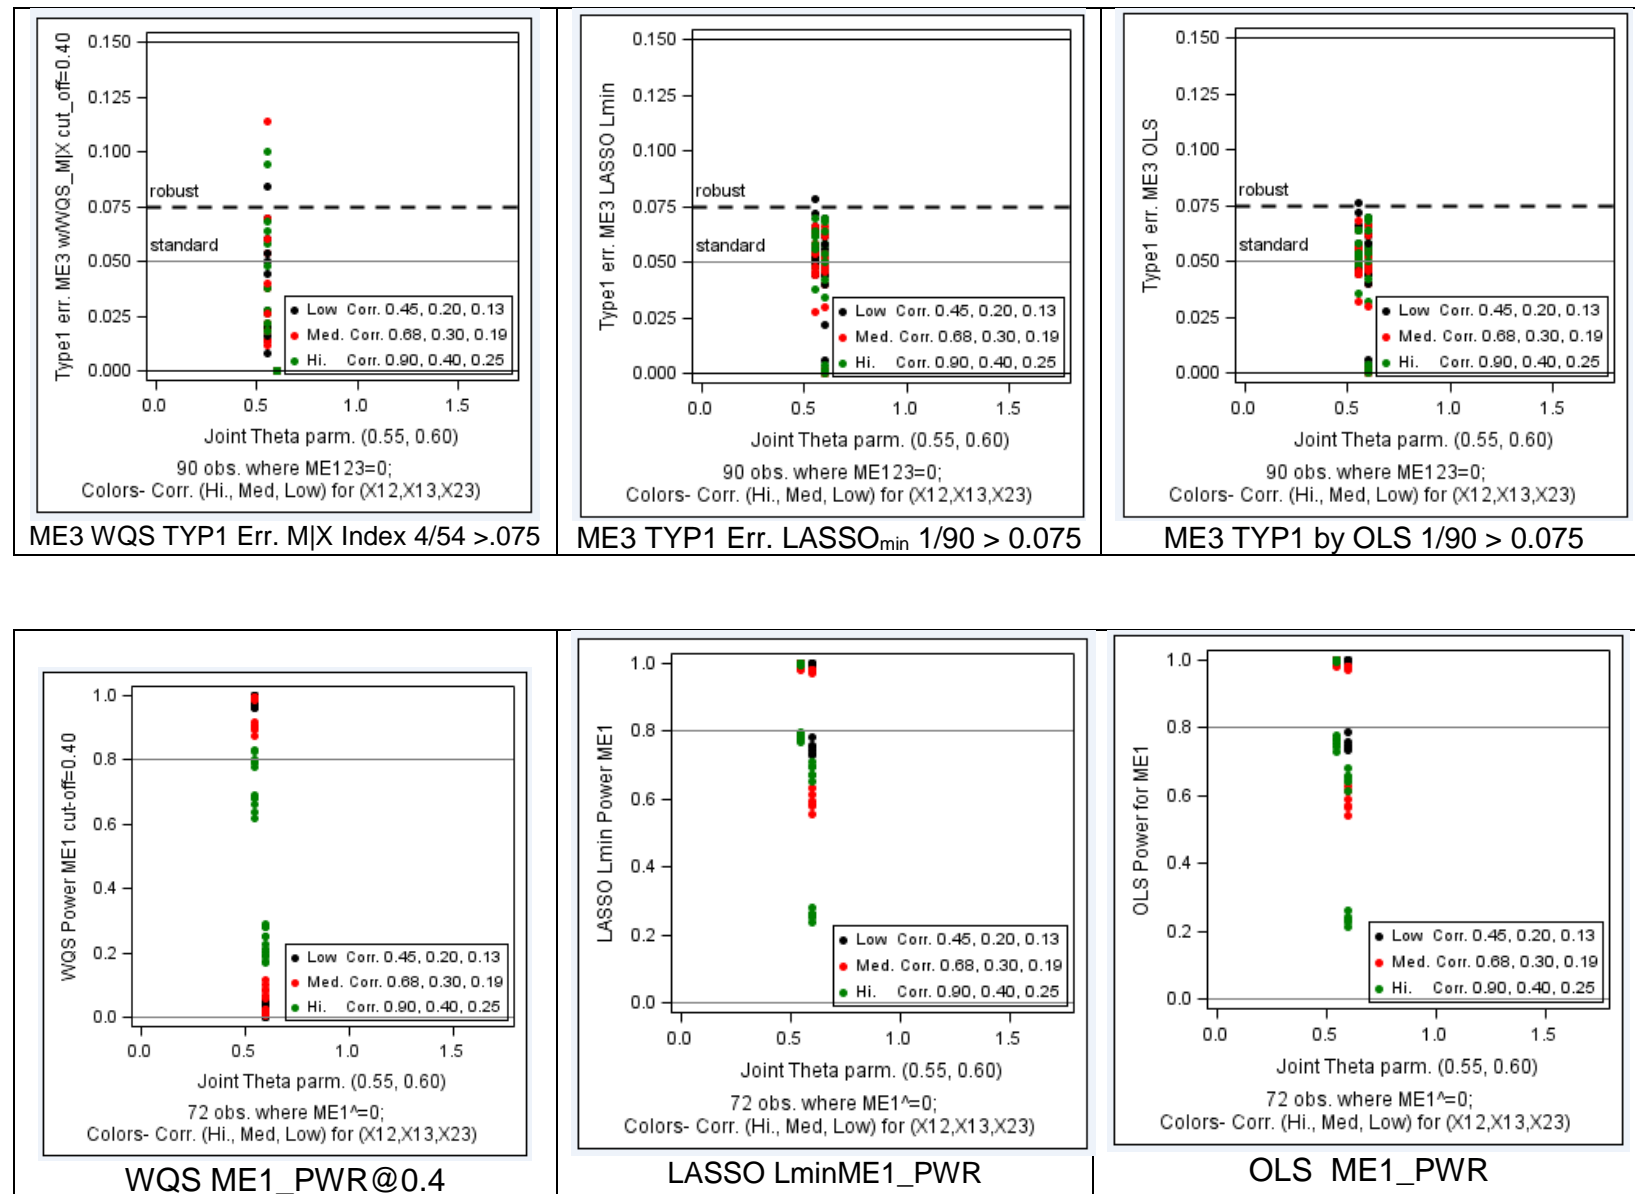 Type1 err. ME3 w/WQS_M|X cut_off=0.40
0.150
0.125
0.100
robust
0.075
standard
0.050
0.025
0.000
Low Corr. 0.45, 0.20, 0.13
Med. Corr. 0.68, 0.30, 0.19
Hi. Corr. 0.90, 0.40, 0.25
0.0 0.5 1.0 1.5
Joint Theta parm. (0.55, 0.60)
90 obs. where ME123=0;
Colors- Corr. (Hi., Med, Low) for (X12,X13,X23)
ME3 WQS TYP1 Err. M|X Index 4/54 >.075
Type1 err. ME3 LASSO Lmin
0.150
0.125
0.100
robust
0.075
standard
0.050
0.025
0.000
Low Corr. 0.45, 0.20, 0.13
Med. Corr. 0.68, 0.30, 0.19
Hi. Corr. 0.90, 0.40, 0.25
0.0 0.5 1.0 1.5
Joint Theta parm. (0.55, 0.60)
90 obs. where ME123=0;
Colors- Corr. (Hi., Med, Low) for (X12,X13,X23)
ME3 TYP1 Err. LASSOmin 1/90 > 0.075
Type1 err. ME3 OLS
0.150
0.125
0.100
robust
0.075
standard
0.050
0.025
0.000
Low Corr. 0.45, 0.20, 0.13
Med. Corr. 0.68, 0.30, 0.19
Hi. Corr. 0.90, 0.40, 0.25
0.0 0.5 1.0 1.5
Joint Theta parm. (0.55, 0.60)
90 obs. where ME123=0;
Colors- Corr. (Hi., Med, Low) for (X12,X13,X23)
ME3 TYP1 by OLS 1/90 > 0.075
WQS Power ME1 cut-off=0.40
1.0
0.8
0.6
0.4
0.2
0.0
Low Corr. 0.45, 0.20, 0.13
Med. Corr. 0.68, 0.30, 0.19
Hi. Corr. 0.90, 0.40, 0.25
0.0 0.5 1.0 1.5
Joint Theta parm. (0.55, 0.60)
72 obs. where ME1^=0;
Colors- Corr. (Hi., Med, Low) for (X12,X13,X23)
WQS ME1_PWR@0.4
LASSO Lmin Power ME1
1.0
0.8
0.6
0.4
0.2
0.0
Low Corr. 0.45, 0.20, 0.13
Med. Corr. 0.68, 0.30, 0.19
Hi. Corr. 0.90, 0.40, 0.25
0.0 0.5 1.0 1.5
Joint Theta parm. (0.55, 0.60)
72 obs. where ME1^=0;
Colors- Corr. (Hi., Med, Low) for (X12,X13,X23)
LASSO LminME1_PWR
OLS Power for ME1
1.0
0.8
0.6
0.4
0.2
0.0
Low Corr. 0.45, 0.20, 0.13
Med. Corr. 0.68, 0.30, 0.19
Hi. Corr. 0.90, 0.40, 0.25
0.0 0.5 1.0 1.5
Joint Theta parm. (0.55, 0.60)
72 obs. where ME1^=0;
Colors- Corr. (Hi., Med, Low) for (X12,X13,X23)
OLS ME1_PWR